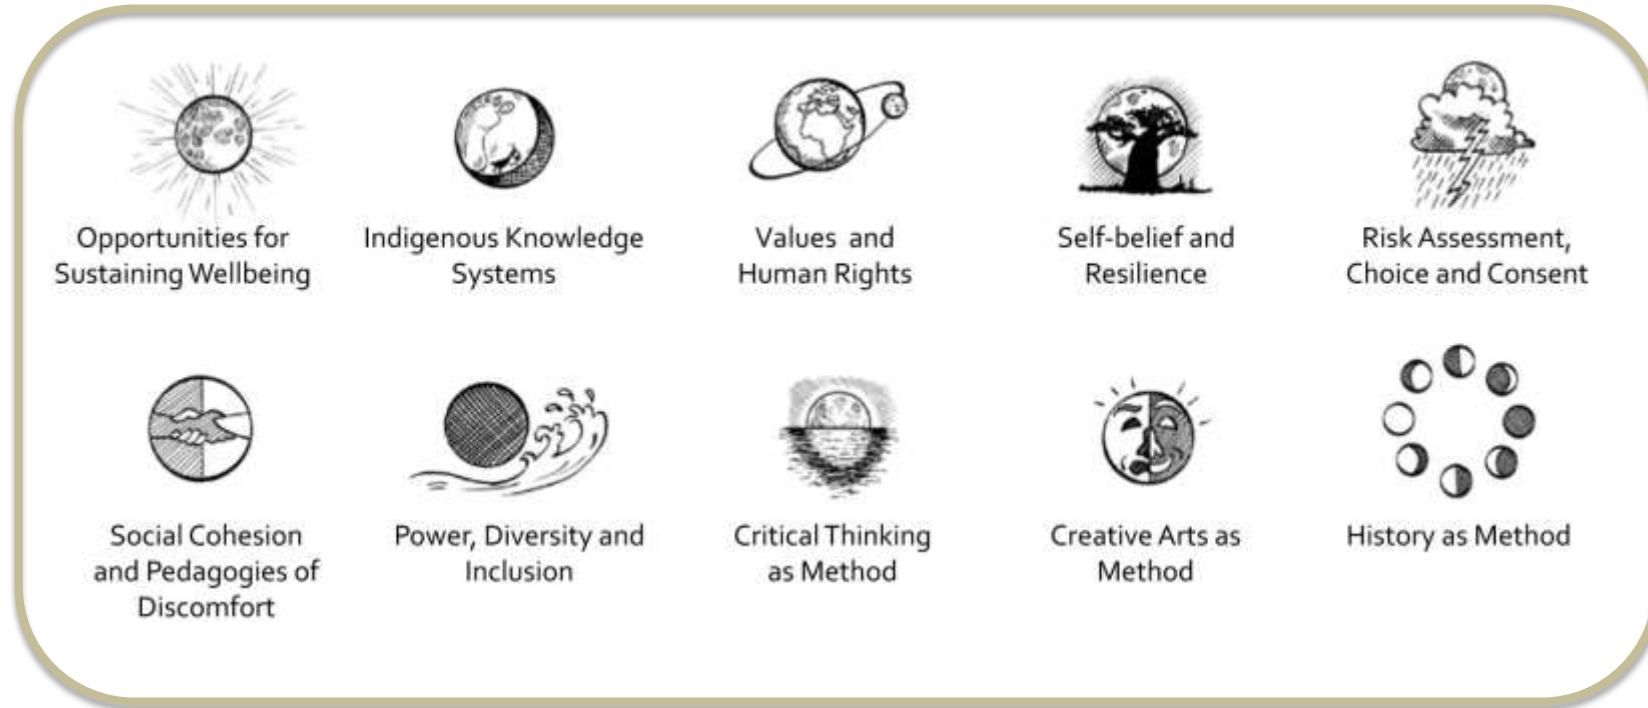 Opportunities for
Sustaining Wellbeing
Indigenous Knowledge
Systems
Values and
Human Rights
Self-belief and
Resilience
Risk Assessment,
Choice and Consent
Social Cohesion
and Pedagogies of
Discomfort
Power, Diversity and
Inclusion
Critical Thinking
as Method
Creative Arts as
Method
History as Method